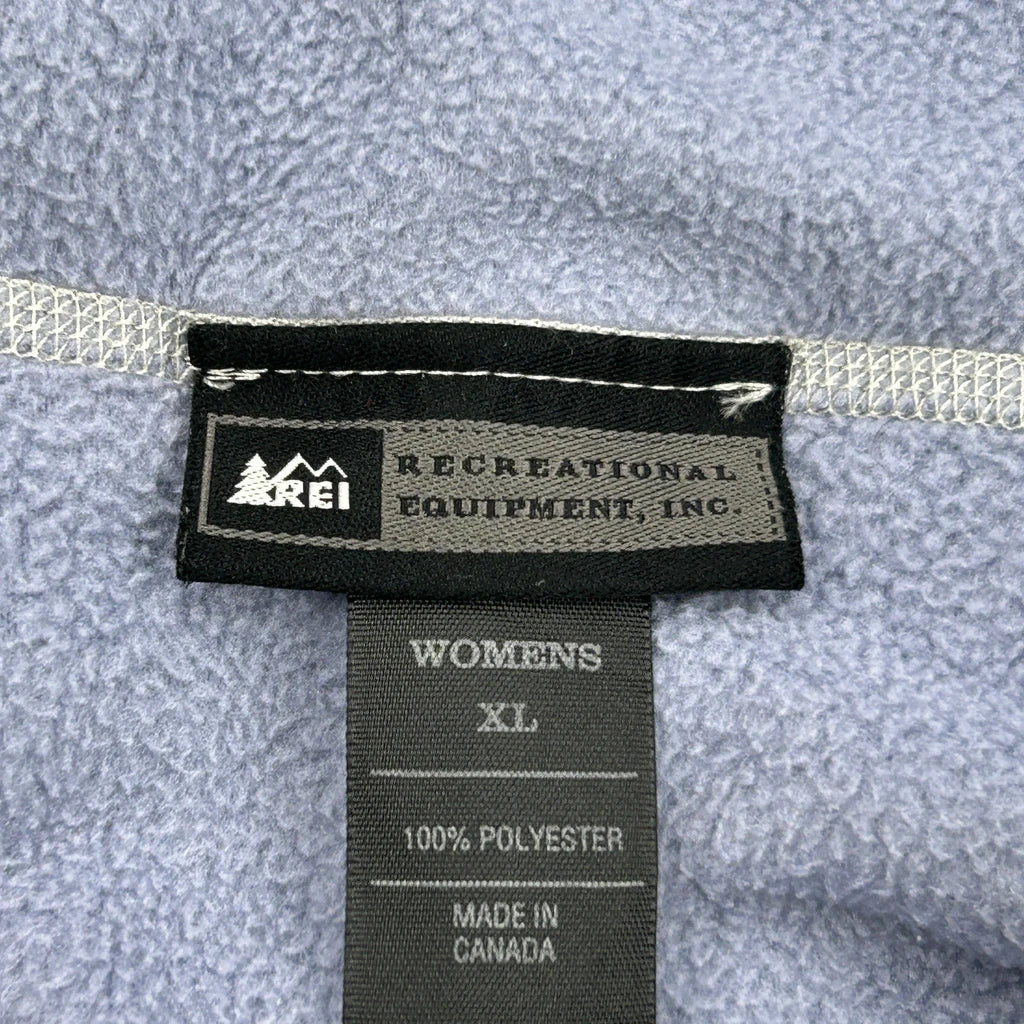 REI
RECREATIONAL
EQUIPMENT, INC.
WOMENS
XL
100% POLYESTER
MADE IN
CANADA